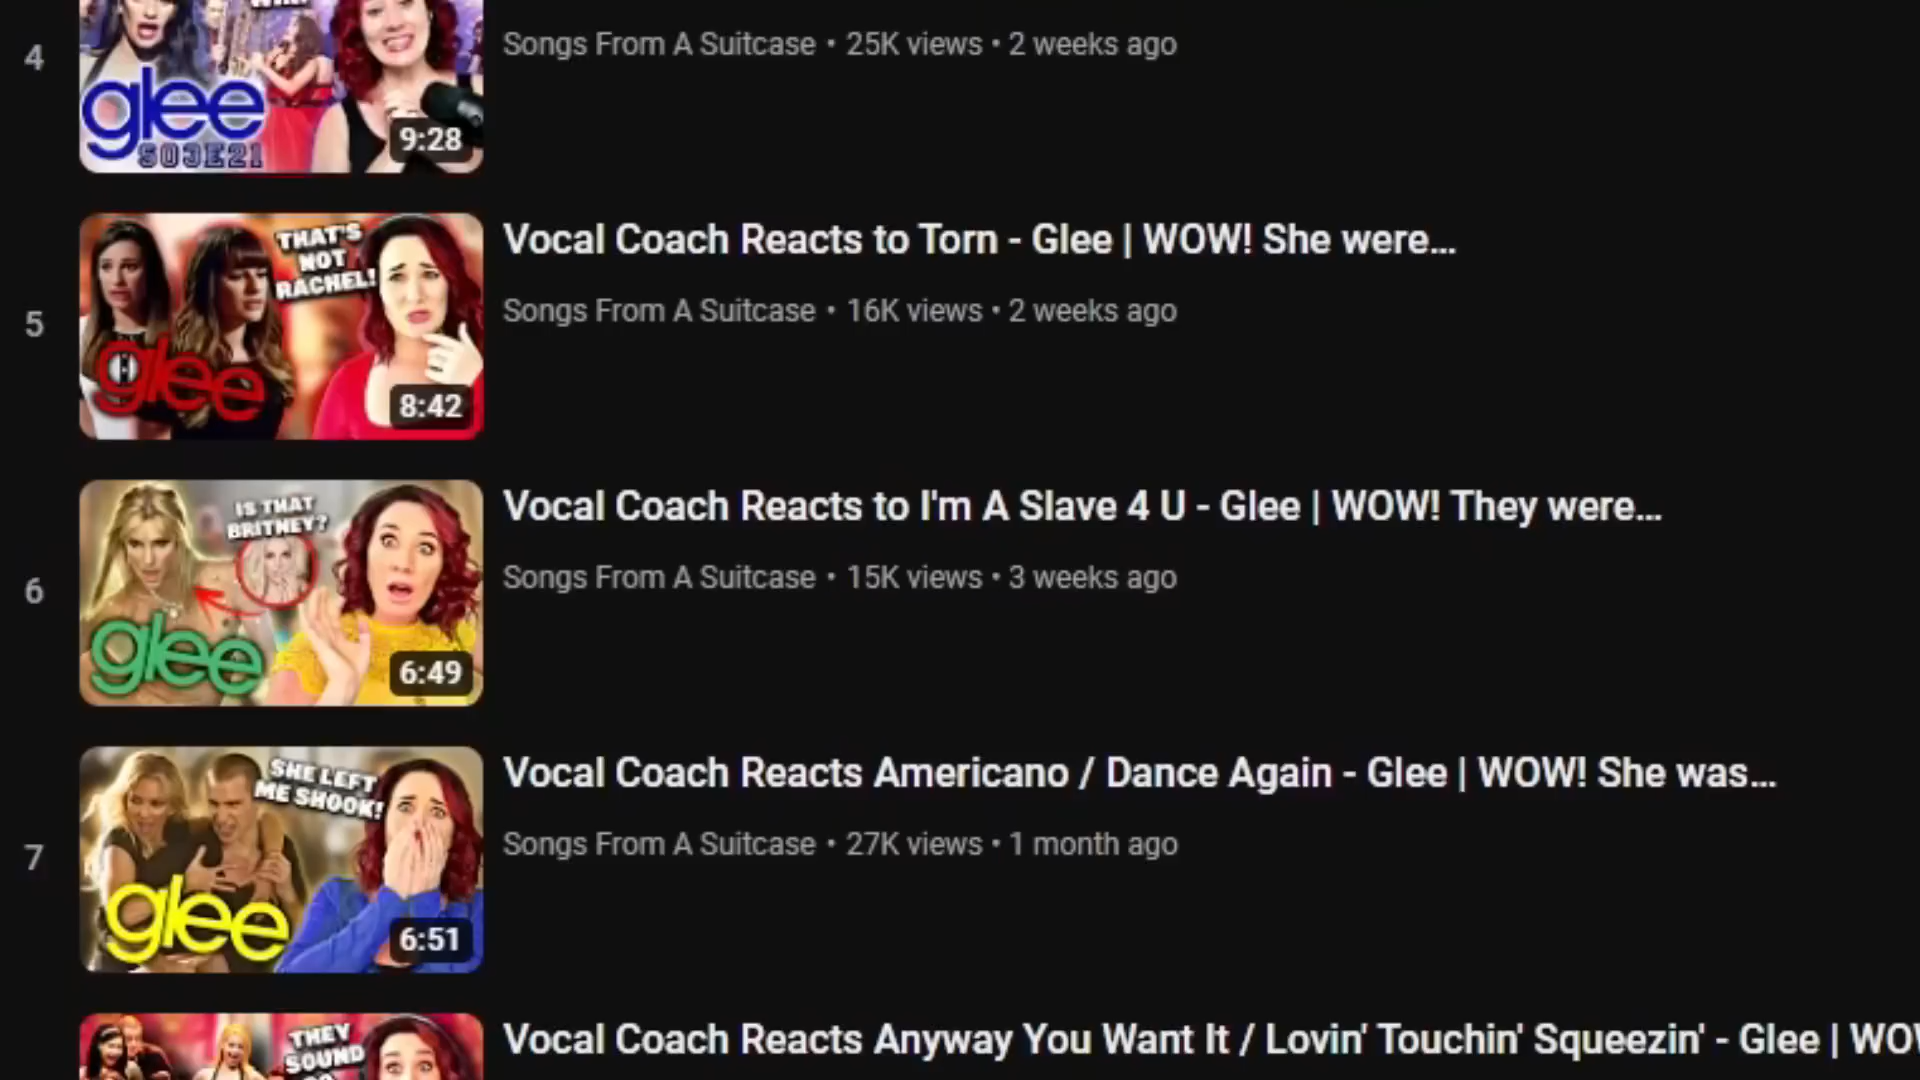 4
Songs From A Suitcase • 25K views • 2 weeks ago
glee
S03E21
9:28
5
THAT'S
NOT
RACHEL!
glee
8:42
Vocal Coach Reacts to Torn - Glee | WOW! She were...
Songs From A Suitcase • 16K views • 2 weeks ago
6
IS THAT
BRITNEY?
glee
6:49
Vocal Coach Reacts to I'm A Slave 4 U - Glee | WOW! They were...
Songs From A Suitcase • 15K views • 3 weeks ago
7
SHE LEFT
ME SHOOK!
glee
6:51
Vocal Coach Reacts Americano / Dance Again - Glee | WOW! She was...
Songs From A Suitcase • 27K views • 1 month ago
THEY
SOUND
Vocal Coach Reacts Anyway You Want It / Lovin' Touchin' Squeezin' - Glee | WO